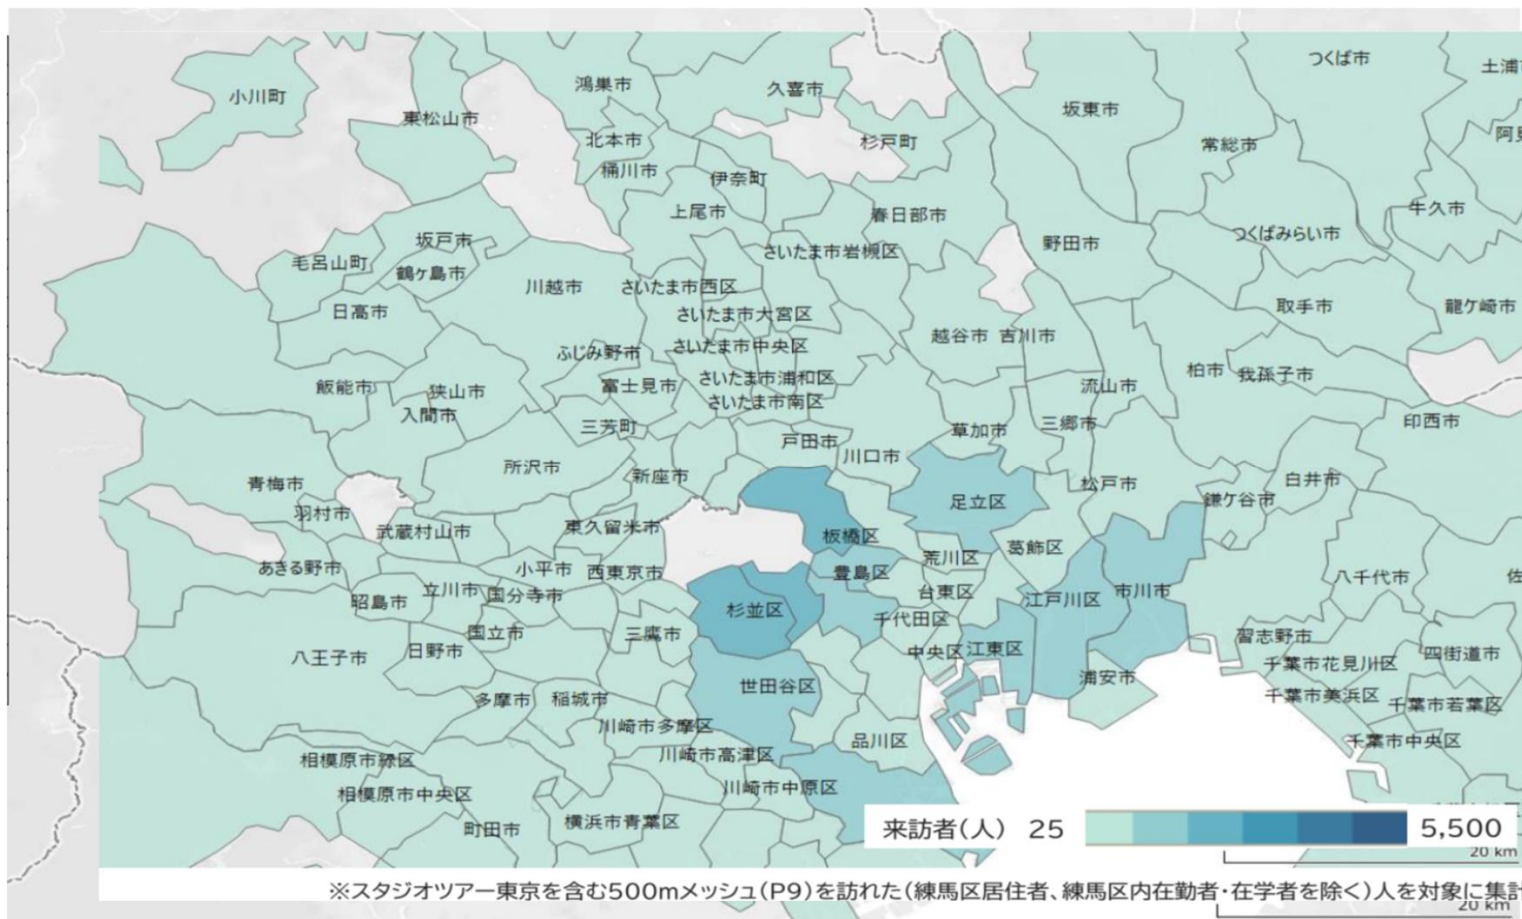 つくば市
土浦市
小川町
鴻巣市
久喜市
坂東市
東松山市
北本市
杉戸町
常総市
桶川市
伊奈町
上尾市
春日部市
牛久市
坂戸市
さいたま市岩槻区
野田市
つくばみらい市
毛呂山町
鶴ヶ島市
川越市
さいたま市西区
日高市
さいたま市大宮区
取手市
龍ケ崎市
越谷市
吉川市
ふじみ野市
さいたま市中央区
飯能市
狭山市
富士見市
さいたま市浦和区
流山市
柏市
我孫子市
入間市
さいたま市南区
三芳町
戸田市
草加市
三郷市
印西市
川口市
所沢市
新座市
青梅市
松戸市
白井市
鎌ケ谷市
足立区
羽村市
武蔵村山市
東久留米市
板橋区
荒川区
葛飾区
あきる野市
小平市
西東京市
豊島区
八千代市
佐
昭島市
立川市
国分寺市
台東区
江戸川区
市川市
杉並区
千代田区
国立市
三鷹市
習志野市
八王子市
日野市
中央区
江東区
千葉市花見川区
四街道市
世田谷区
浦安市
多摩市
稲城市
千葉市美浜区
千葉市若葉区
川崎市多摩区
品川区
千葉市中央区
相模原市緑区
川崎市高津区
相模原市中央区
川崎市中原区
町田市
横浜市青葉区
来訪者(人) 25 5,500
20 km
※スタジオツアー東京を含む500mメッシュ(P9)を訪れた(練馬区居住者、練馬区内在勤者・在学者を除く)人を対象に集計
20 km